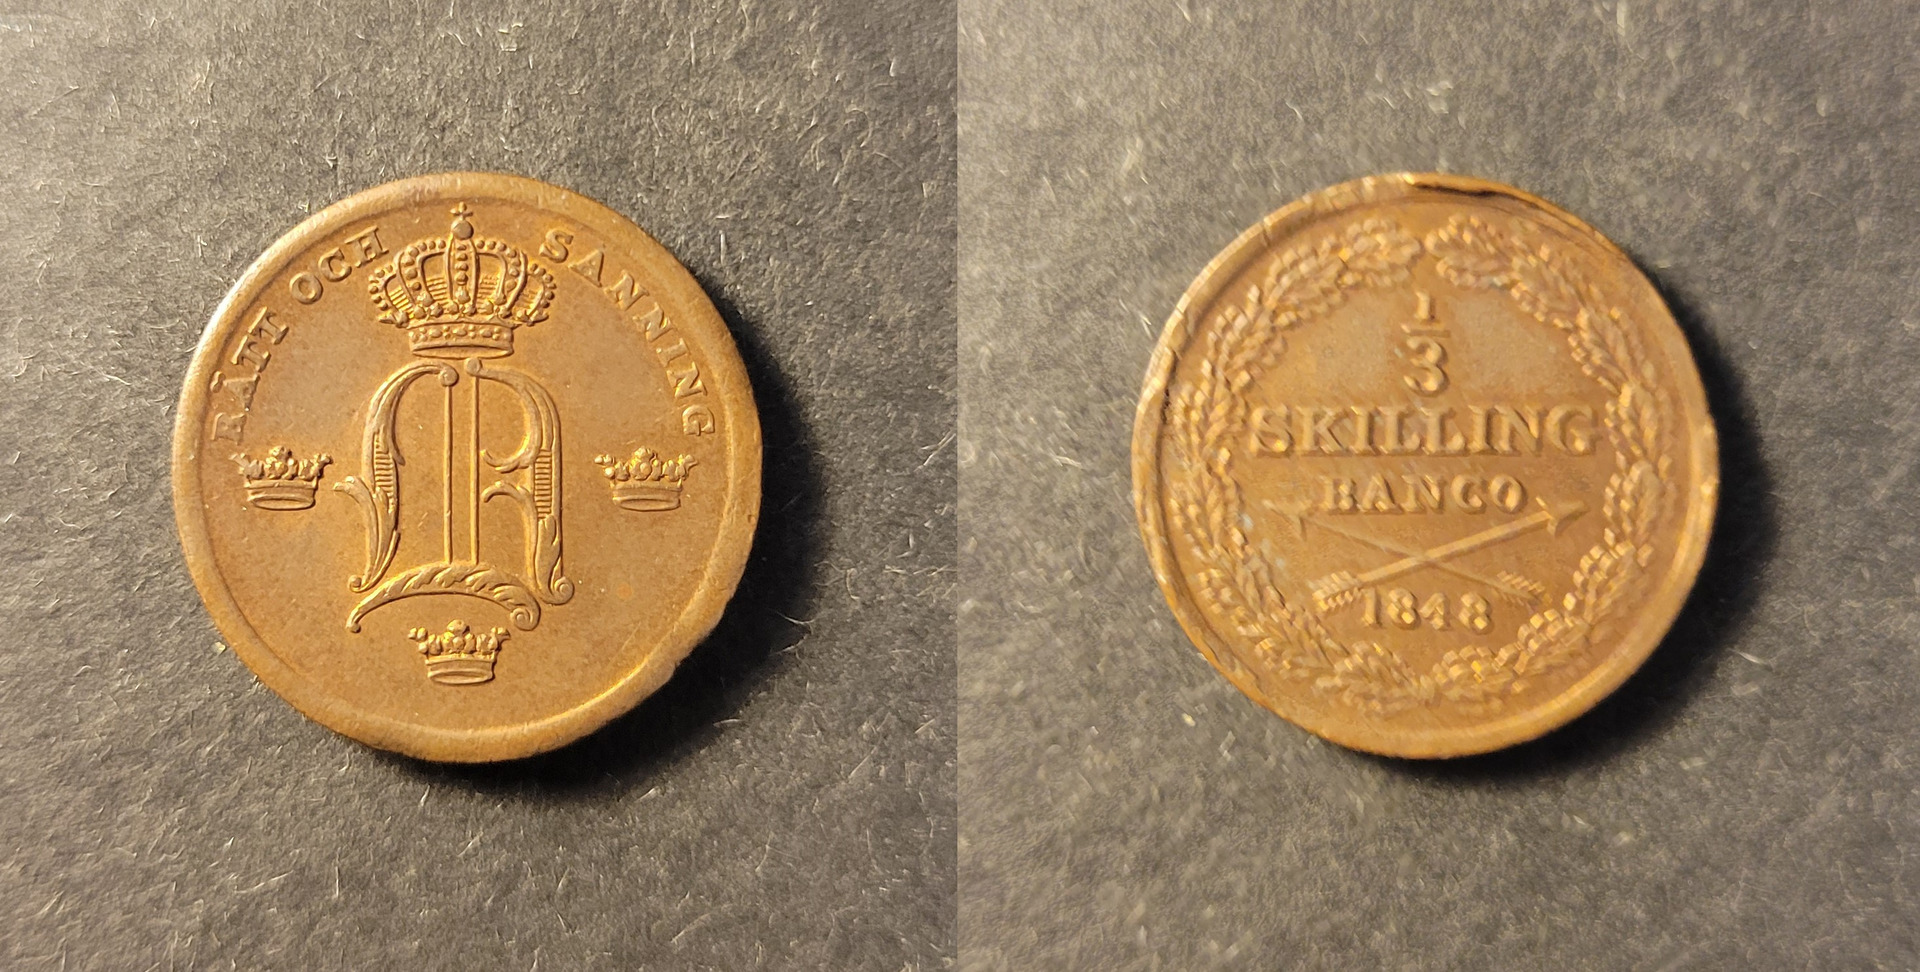 RÄTT OCH SANNING
1/3
SKILLING
BANCO
1848